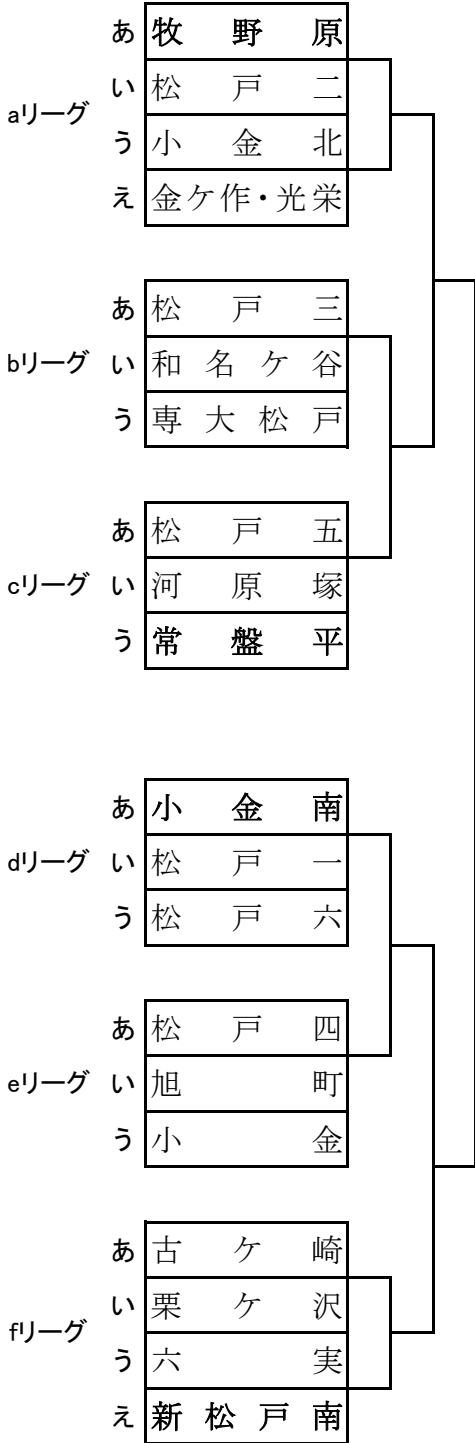 あ 牧野原
い 松戸二
aリーグ
う 小金北
え 金ケ作・光栄
あ 松戸三
bリーグ い 和名ケ谷
う 専大松戸
あ 松戸五
cリーグ い 河原塚
う 常盤平
あ 小金南
dリーグ い 松戸一
う 松戸六
あ 松戸四
eリーグ い 旭町
う 小金
あ 古ケ崎
い 栗ケ沢
fリーグ
う 六実
え 新松戸南